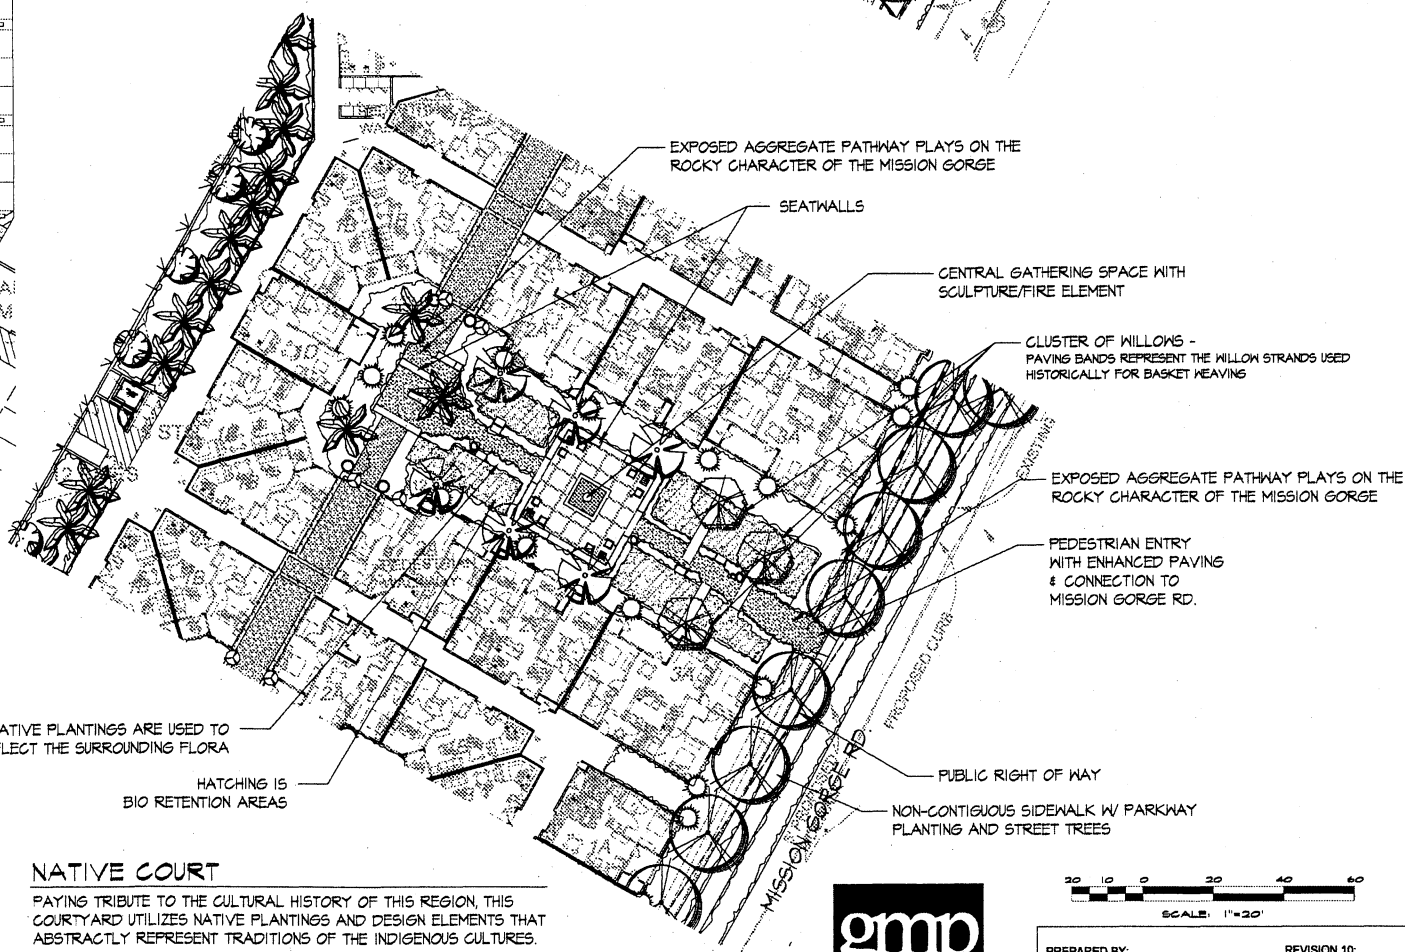 EXPOSED AGGREGATE PATHWAY PLAYS ON THE
ROCKY CHARACTER OF THE MISSION GORGE
SEATWALLS
CENTRAL GATHERING SPACE WITH
SCULPTURE/FIRE ELEMENT
CLUSTER OF WILLOWS -
PAVING BANDS REPRESENT THE WILLOW STRANDS USED
HISTORICALLY FOR BASKET WEAVING
EXISTING
EXPOSED AGGREGATE PATHWAY PLAYS ON THE
ROCKY CHARACTER OF THE MISSION GORGE
PEDESTRIAN ENTRY
WITH ENHANCED PAVING
& CONNECTION TO
MISSION GORGE RD.
PROPOSED CURB
MISSION GORGE RD.
PUBLIC RIGHT OF WAY
NON-CONTIGUOUS SIDEWALK W/ PARKWAY
PLANTING AND STREET TREES
ATIVE PLANTINGS ARE USED TO
FLECT THE SURROUNDING FLORA
HATCHING IS
BIO RETENTION AREAS
2A
3A
NATIVE COURT
PAYING TRIBUTE TO THE CULTURAL HISTORY OF THIS REGION, THIS
COURTYARD UTILIZES NATIVE PLANTINGS AND DESIGN ELEMENTS THAT
ABSTRACTLY REPRESENT TRADITIONS OF THE INDIGENOUS CULTURES.
gmp
20 10 0 20 40 60
SCALE: 1"=20'
PREPARED BY:
REVISION 10: